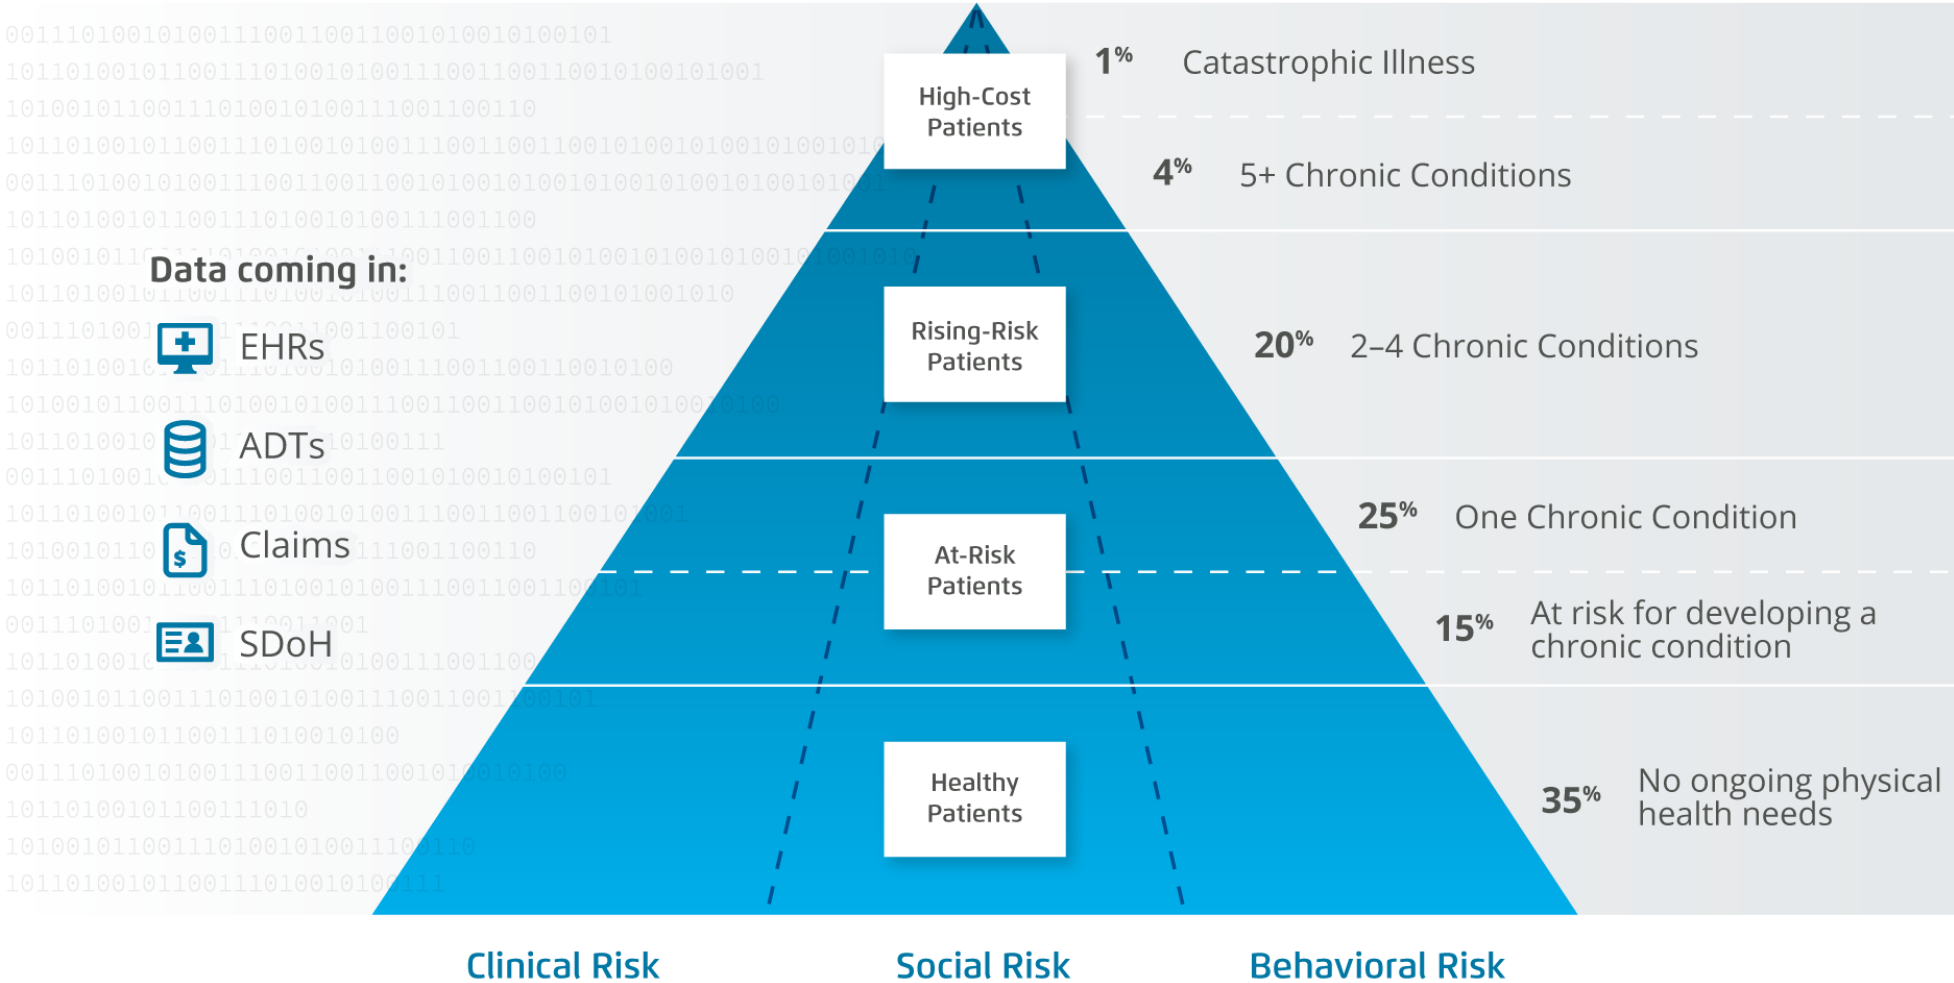 High-Cost
Patients
1% Catastrophic Illness
4% 5+ Chronic Conditions
Data coming in:
EHRs
ADTs
Claims
SDoH
Rising-Risk
Patients
20% 2–4 Chronic Conditions
At-Risk
Patients
25% One Chronic Condition
15% At risk for developing a
chronic condition
Healthy
Patients
35% No ongoing physical
health needs
Clinical Risk
Social Risk
Behavioral Risk